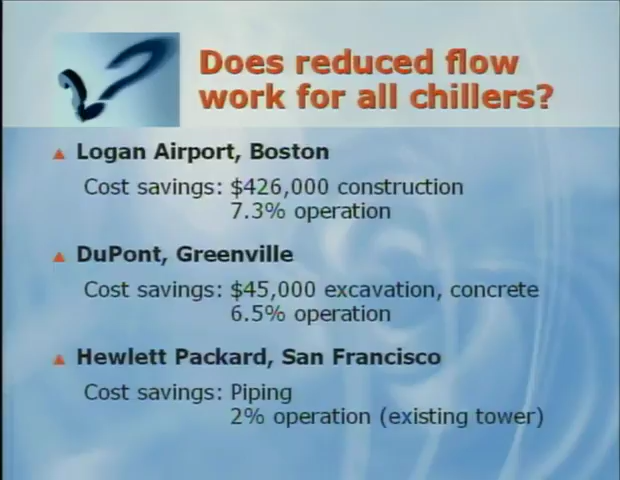 Does reduced flow
work for all chillers?
▲ Logan Airport, Boston
Cost savings: $426,000 construction
7.3% operation
▲ DuPont, Greenville
Cost savings: $45,000 excavation, concrete
6.5% operation
▲ Hewlett Packard, San Francisco
Cost savings: Piping
2% operation (existing tower)